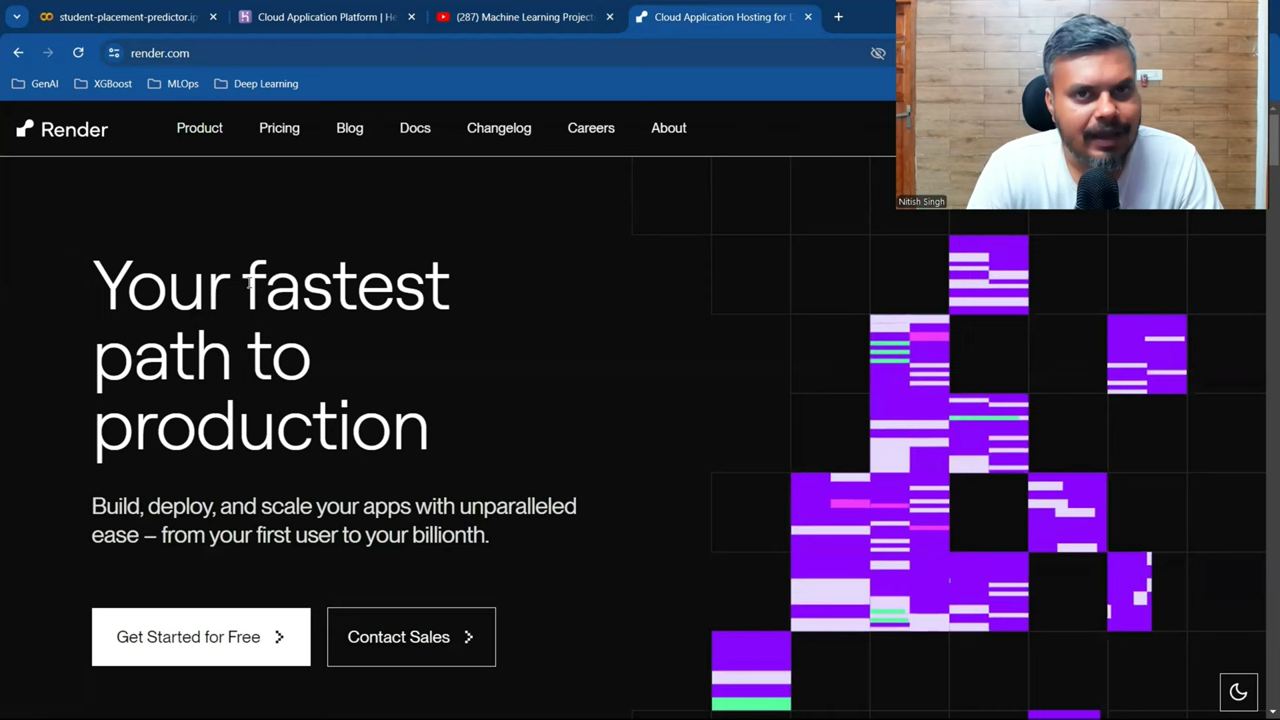 student-placement-predictor.ip
Cloud Application Platform | He
(287) Machine Learning Project
Cloud Application Hosting for D
render.com
GenAI
XGBoost
MLOps
Deep Learning
Render
Product
Pricing
Blog
Docs
Changelog
Careers
About
Nitish Singh
Your fastest
path to
production
Build, deploy, and scale your apps with unparalleled
ease – from your first user to your billionth.
Get Started for Free
Contact Sales